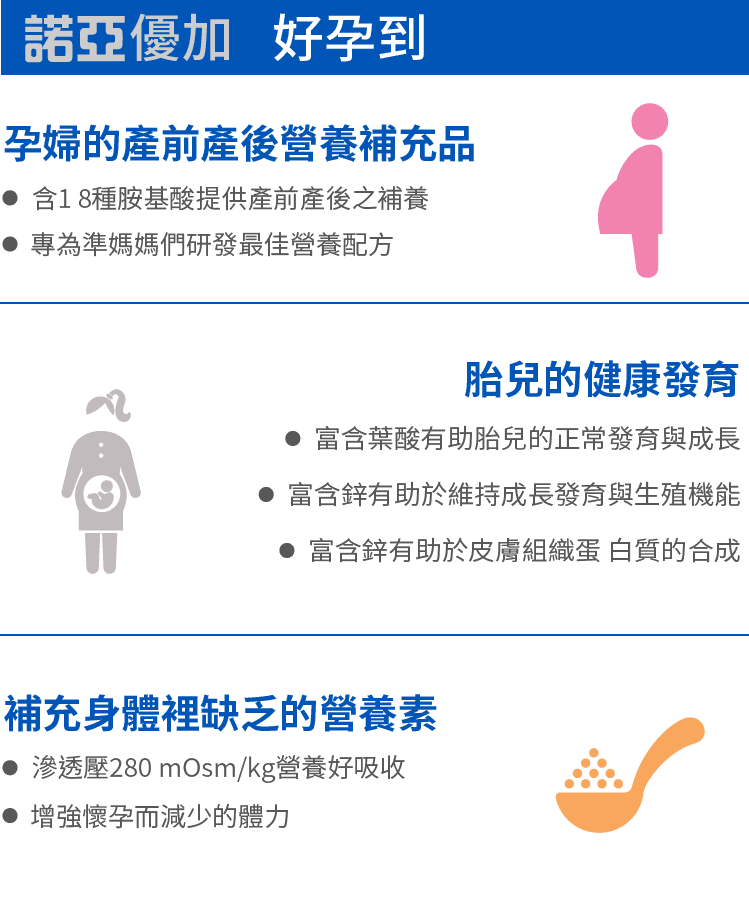 諾亞優加 好孕到
孕婦的產前產後營養補充品
● 含1 8種胺基酸提供產前產後之補養
● 專為準媽媽們研發最佳營養配方
胎兒的健康發育
● 富含葉酸有助胎兒的正常發育與成長
● 富含鋅有助於維持成長發育與生殖機能
● 富含鋅有助於皮膚組織蛋 白質的合成
補充身體裡缺乏的營養素
● 滲透壓280 mOsm/kg營養好吸收
● 增強懷孕而減少的體力